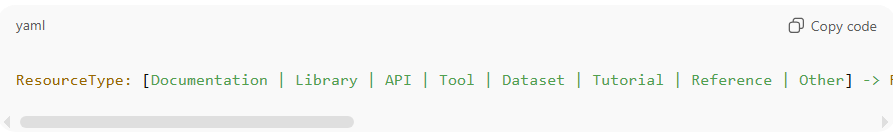 yaml
Copy code
ResourceType: [Documentation | Library | API | Tool | Dataset | Tutorial | Reference | Other] ->